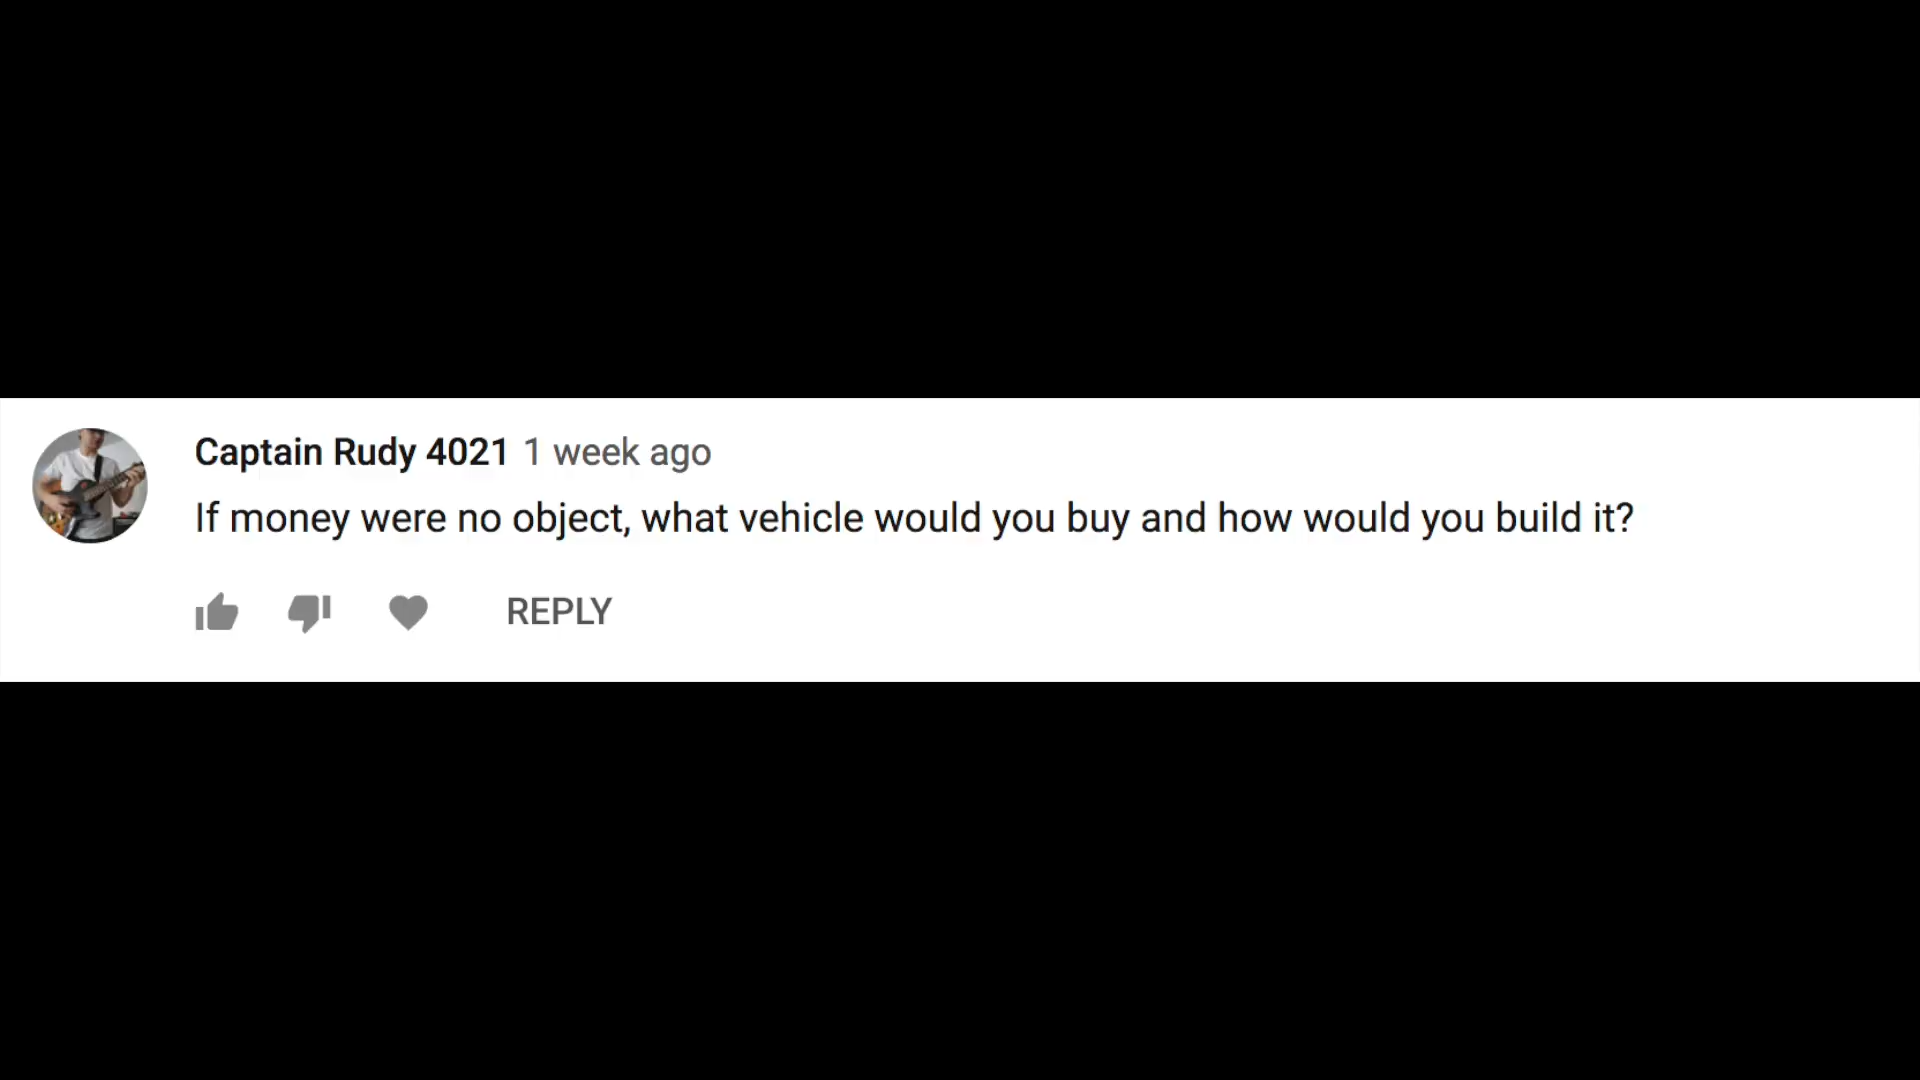 Captain Rudy 4021 1 week ago
If money were no object, what vehicle would you buy and how would you build it?
REPLY